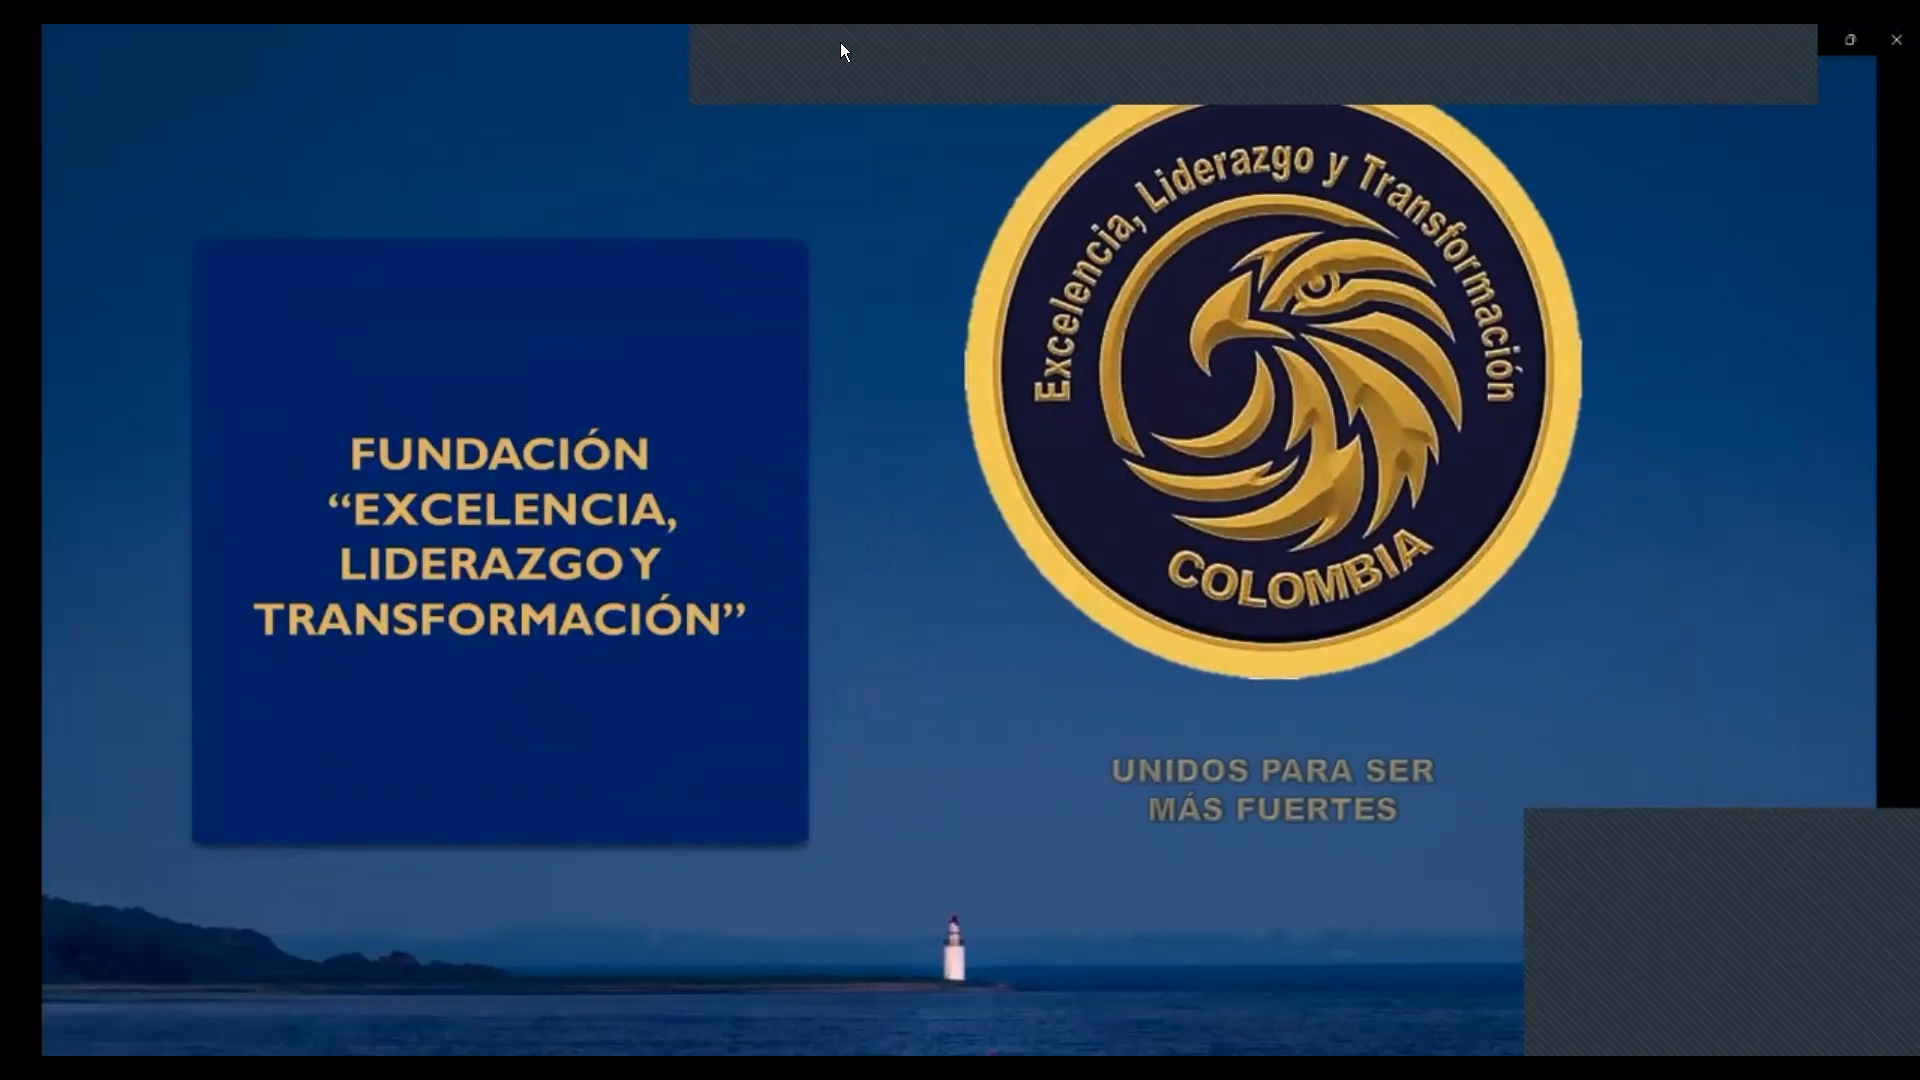 FUNDACIÓN
“EXCELENCIA,
LIDERAZGO Y
TRANSFORMACIÓN”
Excelencia, Liderazgo y Transformación
COLOMBIA
UNIDOS PARA SER
MÁS FUERTES